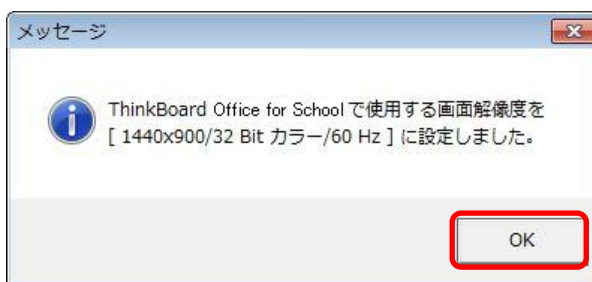 メッセージ
ThinkBoard Office for Schoolで使用する画面解像度を
[ 1440x900/32 Bit カラー/60 Hz ] に設定しました。
OK